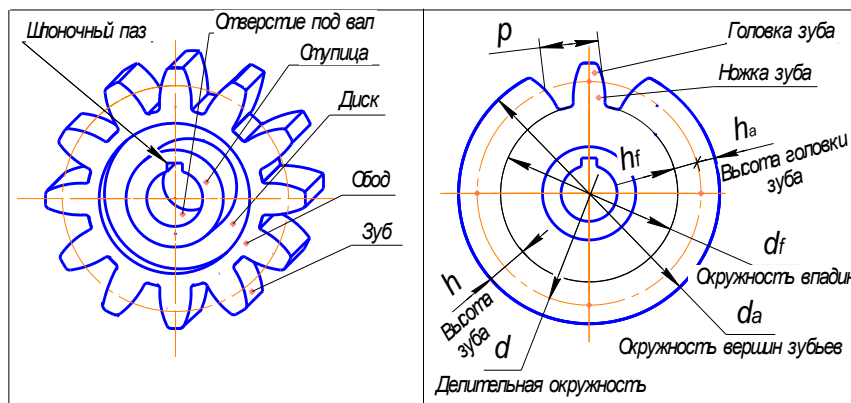 Шпоночный паз
Отверстие под вал
Ступица
Диск
Обод
Зуб
p
Головка зуба
Ножка зуба
ha
hf
Высота головки
зуба
df
Окружность впадин
da
Окружность вершин зубьев
h
Высота
зуба
d
Делительная окружность